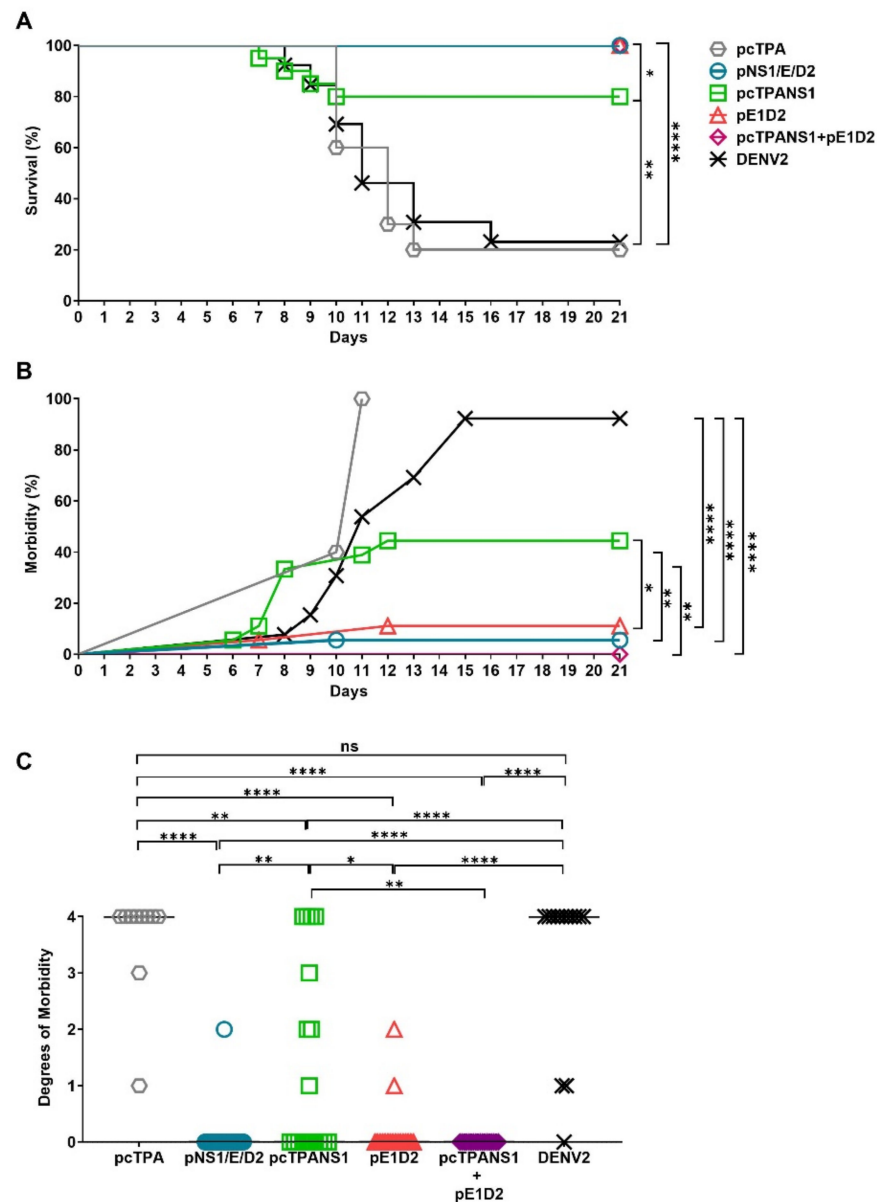 A
100
80
60
40
20
0
Survival (%)
0 1 2 3 4 5 6 7 8 9 10 11 12 13 14 15 16 17 18 19 20 21
Days
*
**
****
pcTPA
pNS1/E/D2
pcTPANS1
pE1D2
pcTPANS1+pE1D2
DENV2
B
100
80
60
40
20
0
Morbidity (%)
0 1 2 3 4 5 6 7 8 9 10 11 12 13 14 15 16 17 18 19 20 21
Days
*
**
**
****
****
****
C
ns
**** ****
****
** ****
**** ****
** * ****
**
4
3
2
1
0
Degrees of Morbidity
pcTPA pNS1/E/D2 pcTPANS1 pE1D2 pcTPANS1 DENV2
+
pE1D2